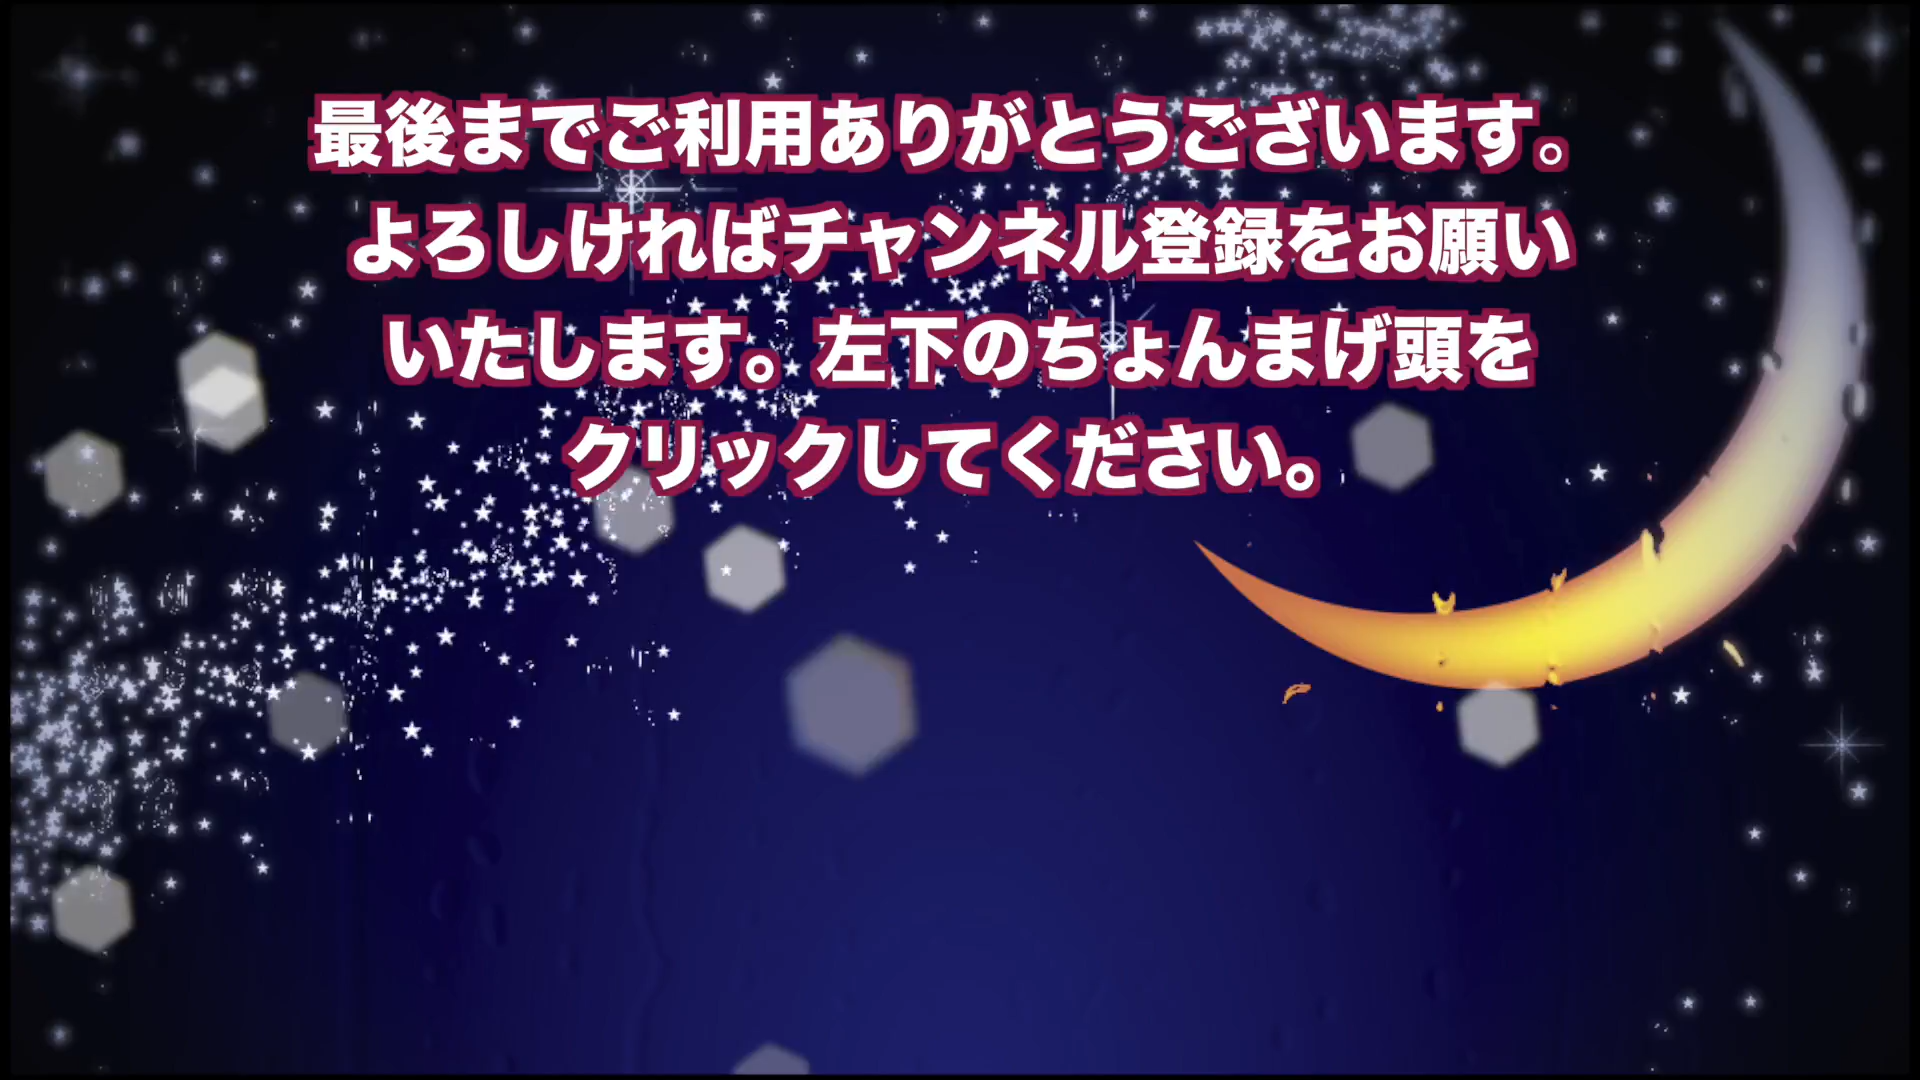 最後までご利用ありがとうございます。
よろしければチャンネル登録をお願い
いたします。左下のちょんまげ頭を
クリックしてください。